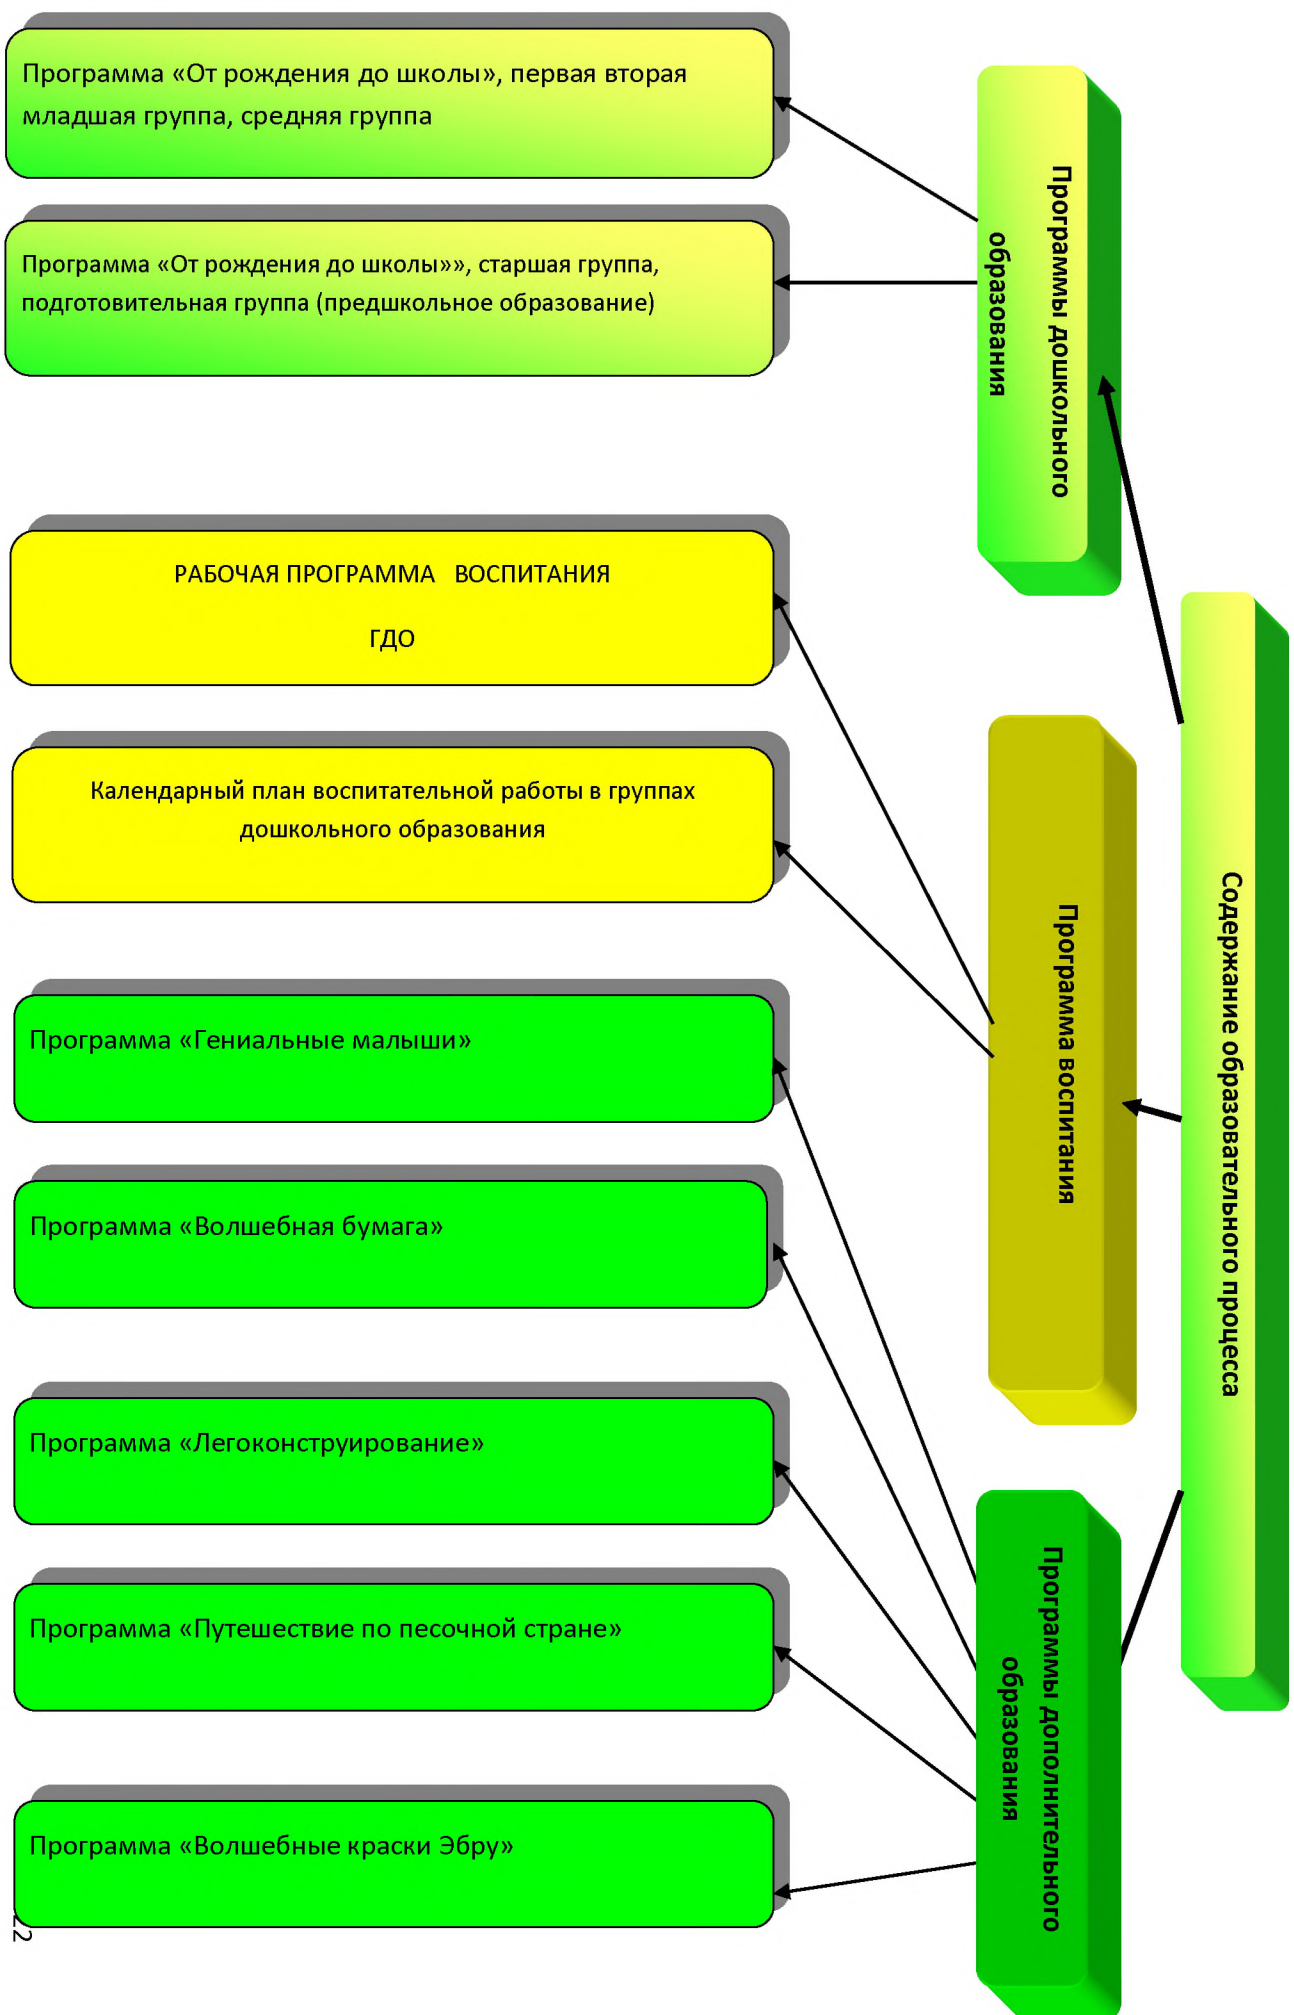 Содержание образовательного процесса
Программы дошкольного
образования
Программа воспитания
Программы дополнительного
образования
Программа «От рождения до школы», первая вторая
младшая группа, средняя группа
Программа «От рождения до школы»», старшая группа,
подготовительная группа (предшкольное образование)
РАБОЧАЯ ПРОГРАММА ВОСПИТАНИЯ
ГДО
Календарный план воспитательной работы в группах
дошкольного образования
Программа «Гениальные малыши»
Программа «Волшебная бумага»
Программа «Легоконструирование»
Программа «Путешествие по песочной стране»
Программа «Волшебные краски Эбру»
22